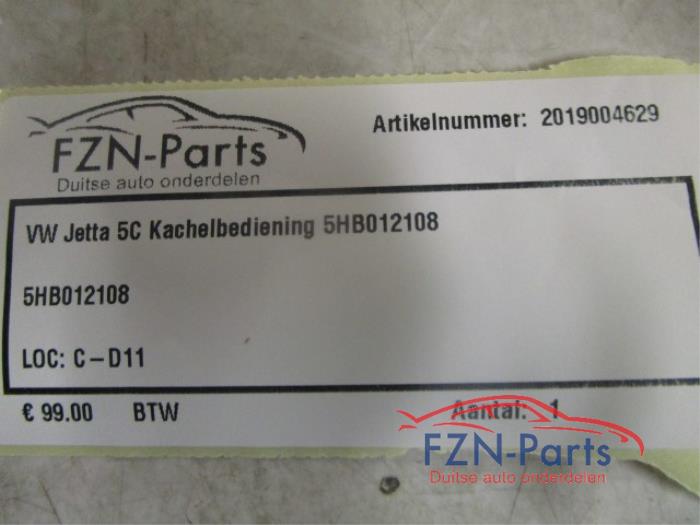 FZN-Parts
Duitse auto onderdelen
Artikelnummer: 2019004629
VW Jetta 5C Kachelbediening 5HB012108
5HB012108
LOC: C-D11
€ 99.00 BTW Aantal: 1
FZN-Parts
Duitse auto onderdelen